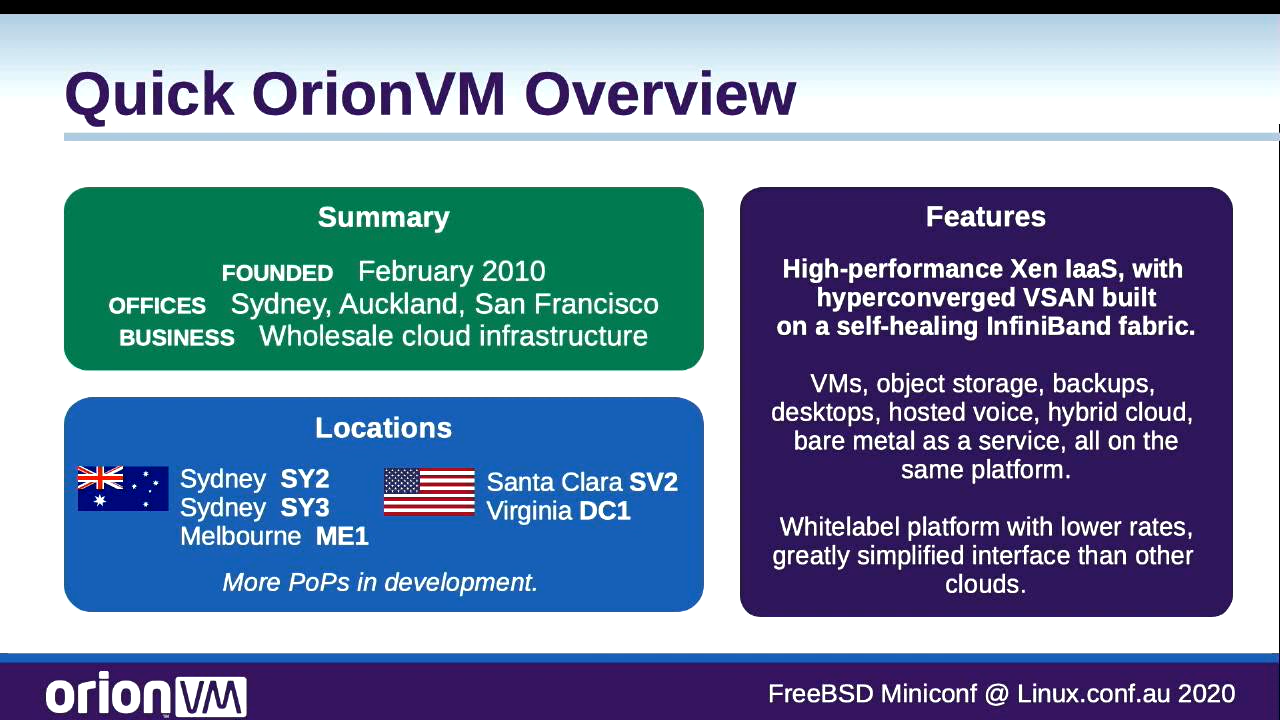 Quick OrionVM Overview
Summary
FOUNDED February 2010
OFFICES Sydney, Auckland, San Francisco
BUSINESS Wholesale cloud infrastructure
Locations
Sydney SY2
Sydney SY3
Melbourne ME1
Santa Clara SV2
Virginia DC1
More PoPs in development.
Features
High-performance Xen IaaS, with
hyperconverged VSAN built
on a self-healing InfiniBand fabric.
VMs, object storage, backups,
desktops, hosted voice, hybrid cloud,
bare metal as a service, all on the
same platform.
Whitelabel platform with lower rates,
greatly simplified interface than other
clouds.
orionVM
FreeBSD Miniconf @ Linux.conf.au 2020